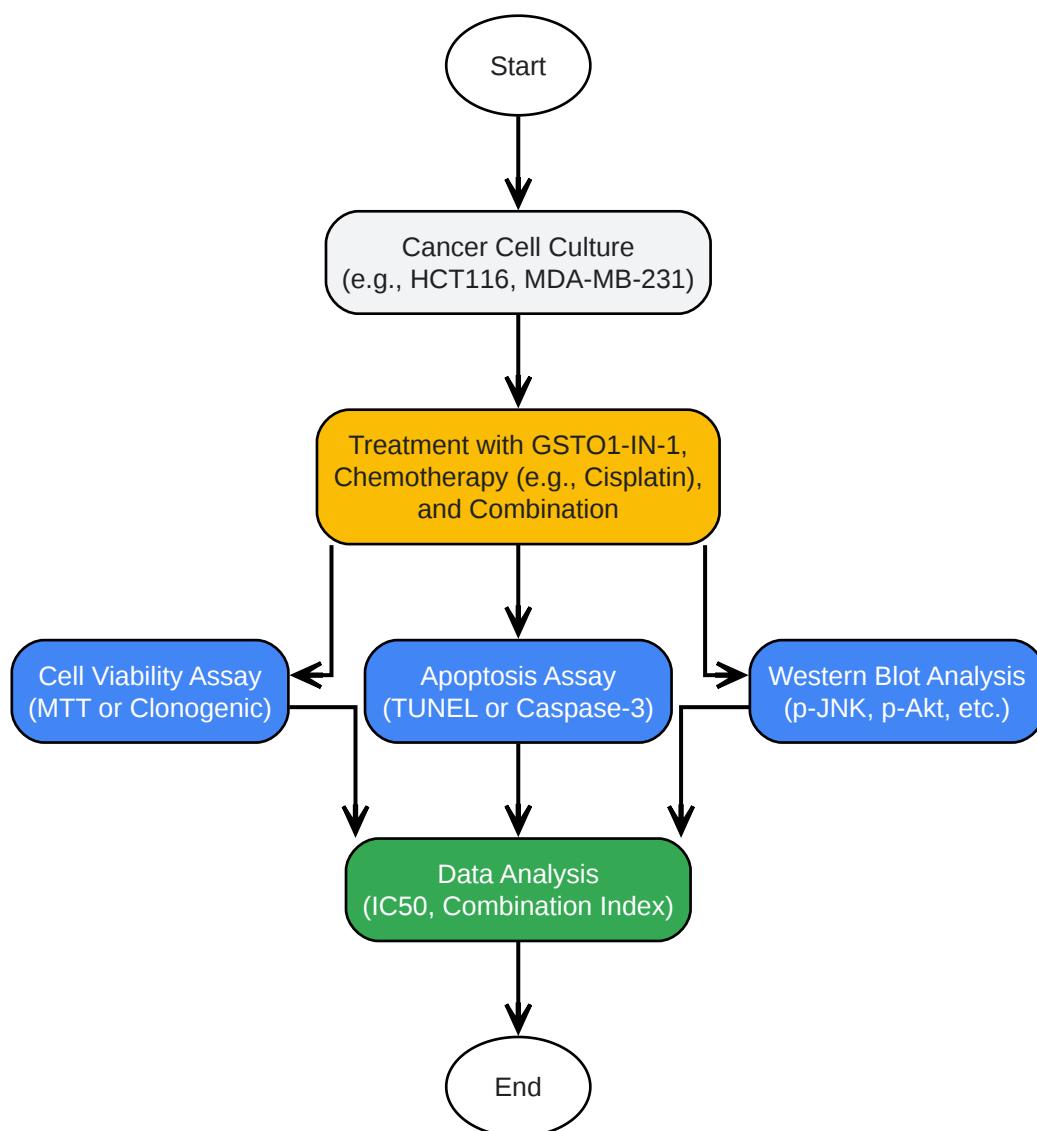 Start
Cancer Cell Culture
(e.g., HCT116, MDA-MB-231)
Treatment with GSTO1-IN-1,
Chemotherapy (e.g., Cisplatin),
and Combination
Cell Viability Assay
(MTT or Clonogenic)
Apoptosis Assay
(TUNEL or Caspase-3)
Western Blot Analysis
(p-JNK, p-Akt, etc.)
Data Analysis
(IC50, Combination Index)
End